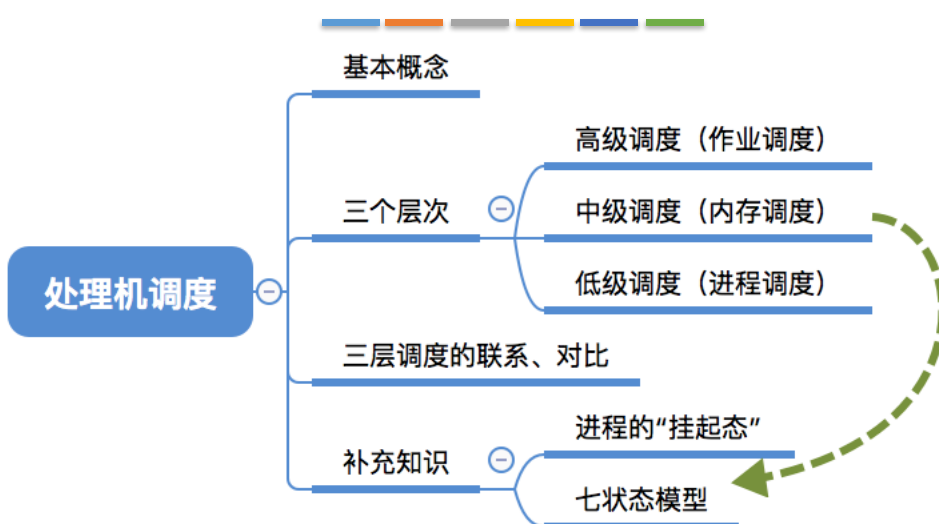 处理机调度
基本概念
三个层次
高级调度（作业调度）
中级调度（内存调度）
低级调度（进程调度）
三层调度的联系、对比
补充知识
进程的“挂起态”
七状态模型